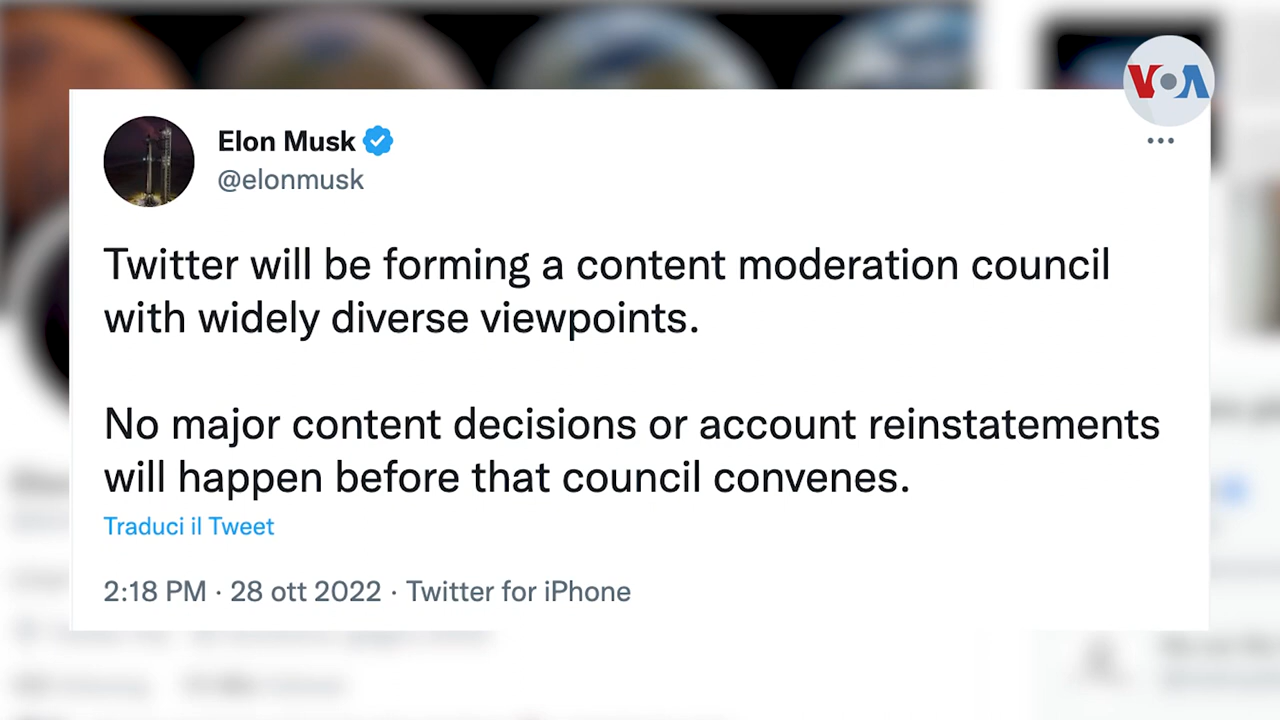 VOA
Elon Musk
@elonmusk
Twitter will be forming a content moderation council
with widely diverse viewpoints.
No major content decisions or account reinstatements
will happen before that council convenes.
Traduci il Tweet
2:18 PM · 28 ott 2022 · Twitter for iPhone